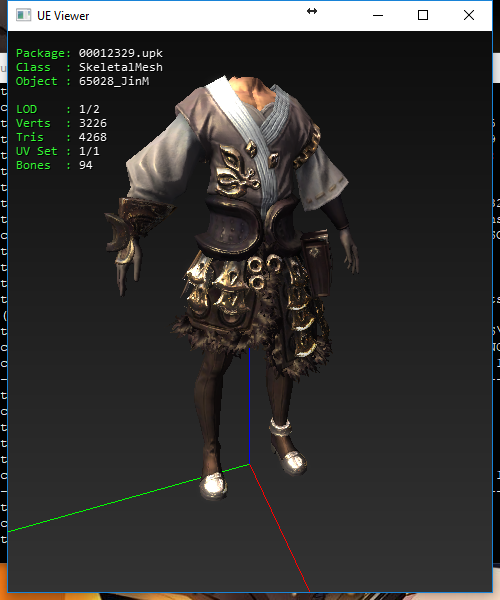 UE Viewer
Package: 00012329.upk
Class  : SkeletalMesh
Object : 65028_JinM
LOD    : 1/2
Verts  : 3226
Tris   : 4268
UV Set : 1/1
Bones  : 94